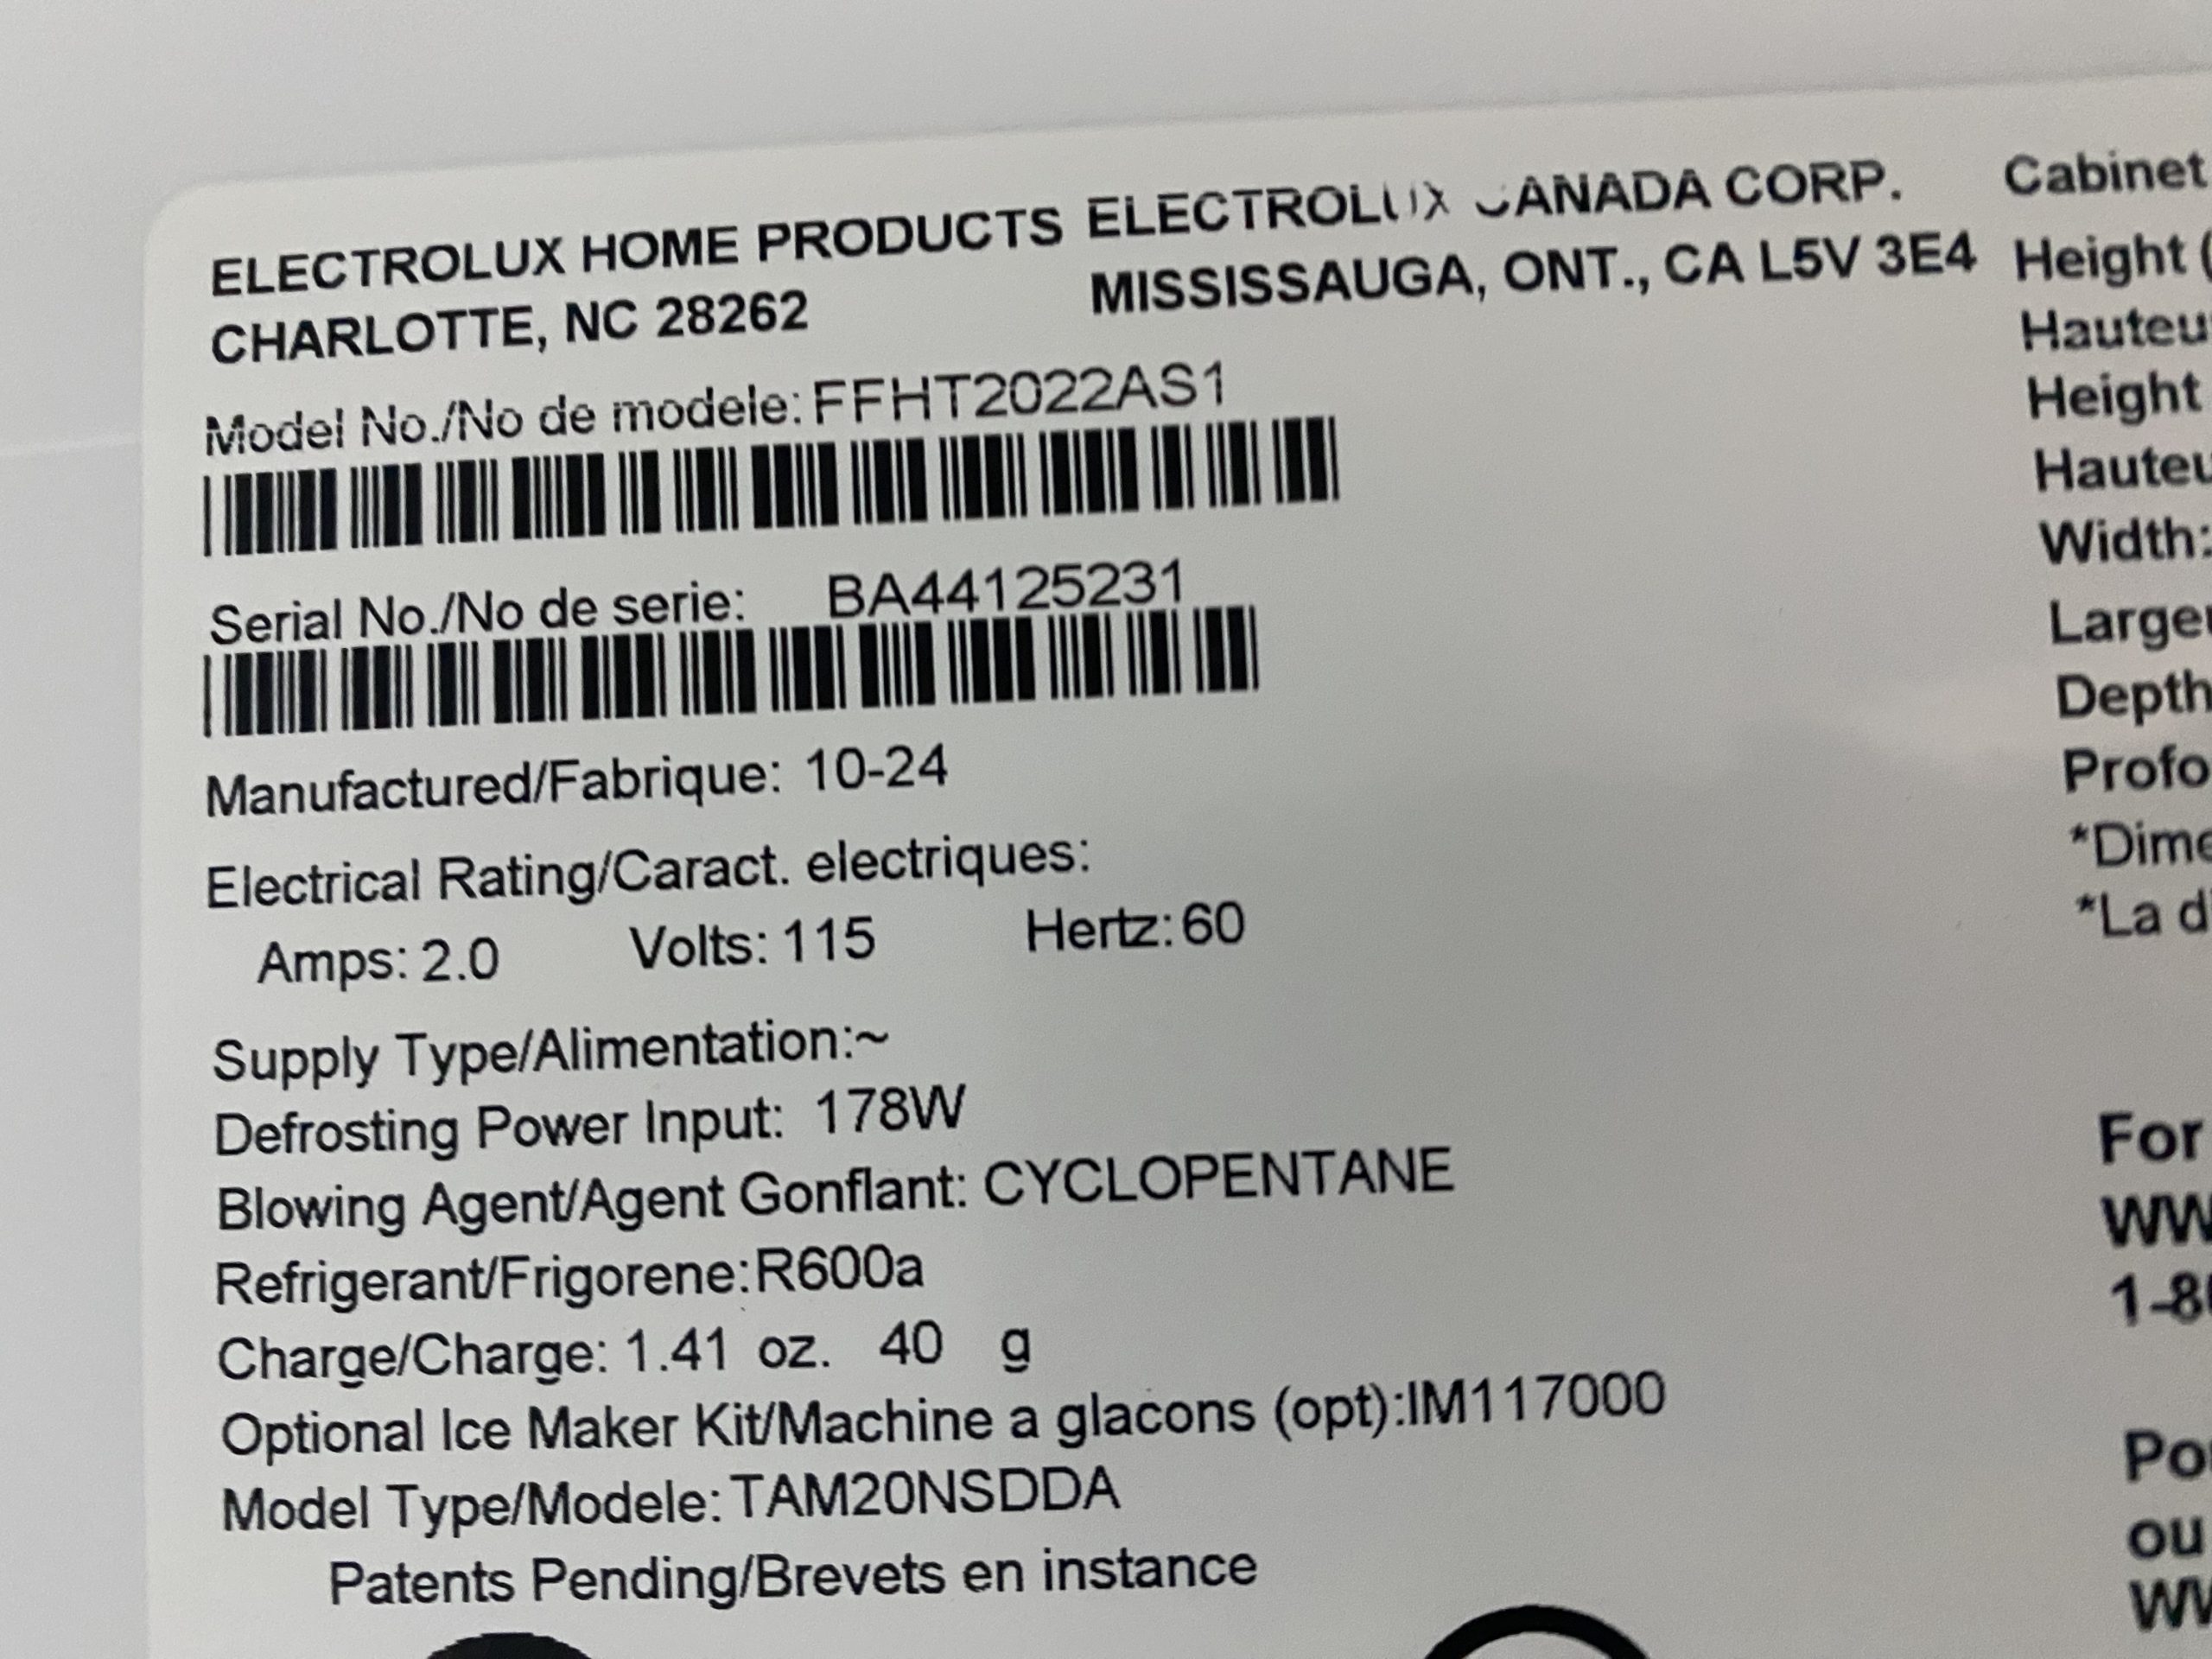 ELECTROLUX HOME PRODUCTS
CHARLOTTE, NC 28262
ELECTROLUX CANADA CORP.
MISSISSAUGA, ONT., CA L5V 3E4
Model No./No de modele: FFHT2022AS1
Serial No./No de serie: BA44125231
Manufactured/Fabrique: 10-24
Electrical Rating/Caract. electriques:
Amps: 2.0 Volts: 115 Hertz: 60
Supply Type/Alimentation:~
Defrosting Power Input: 178W
Blowing Agent/Agent Gonflant: CYCLOPENTANE
Refrigerant/Frigorene:R600a
Charge/Charge: 1.41 oz. 40 g
Optional Ice Maker Kit/Machine a glacons (opt):IM117000
Model Type/Modele: TAM20NSDDA
Patents Pending/Brevets en instance
Cabinet
Height (
Height
Width:
Depth
*La
For
ou